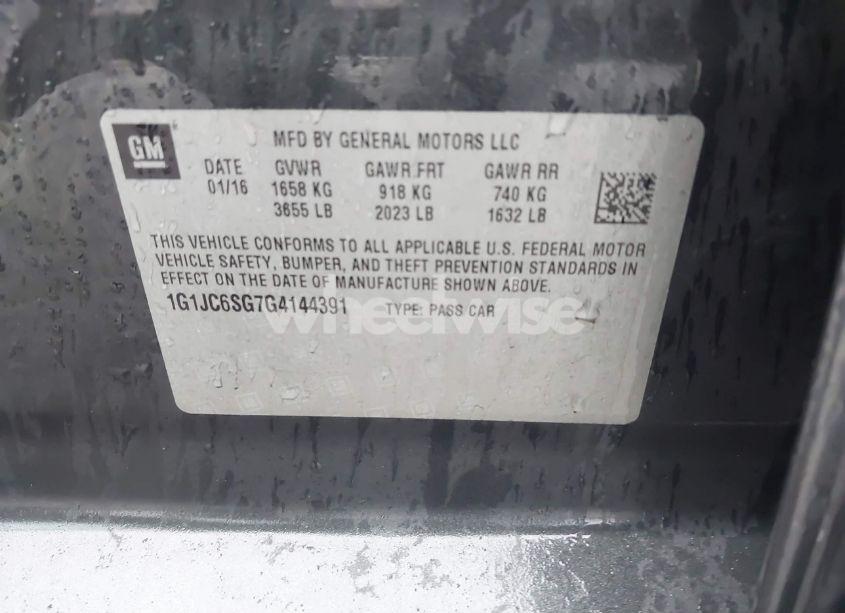 GM
MFD BY GENERAL MOTORS LLC
DATE GVWR GAWR FRT GAWR RR
01/16 1658 KG 918 KG 740 KG
3655 LB 2023 LB 1632 LB
THIS VEHICLE CONFORMS TO ALL APPLICABLE U.S. FEDERAL MOTOR
VEHICLE SAFETY, BUMPER, AND THEFT PREVENTION STANDARDS IN
EFFECT ON THE DATE OF MANUFACTURE SHOWN ABOVE.
1G1JC6SG7G4144391 TYPE: PASS CAR
wheelwise